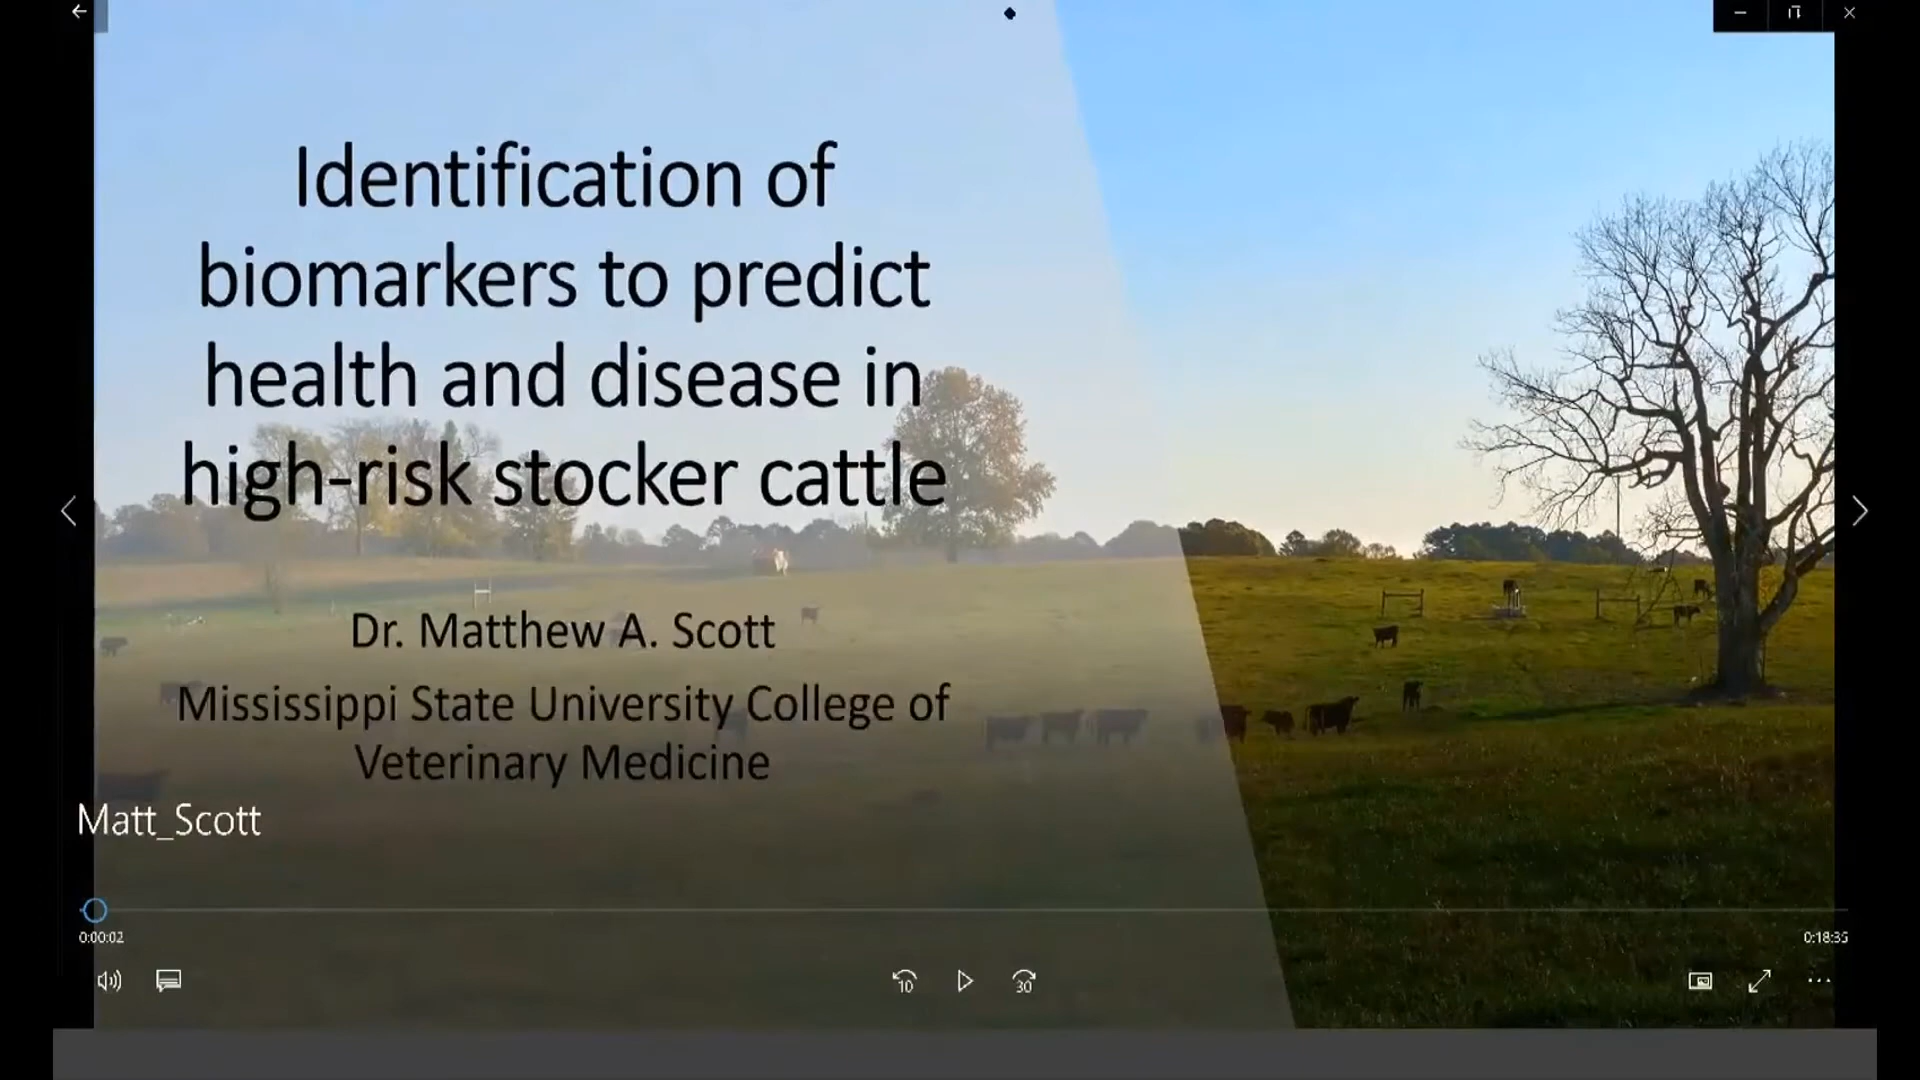 Identification of
biomarkers to predict
health and disease in
high-risk stocker cattle
Dr. Matthew A. Scott
Mississippi State University College of
Veterinary Medicine
Matt_Scott
0:00:02
0:18:35
10
30